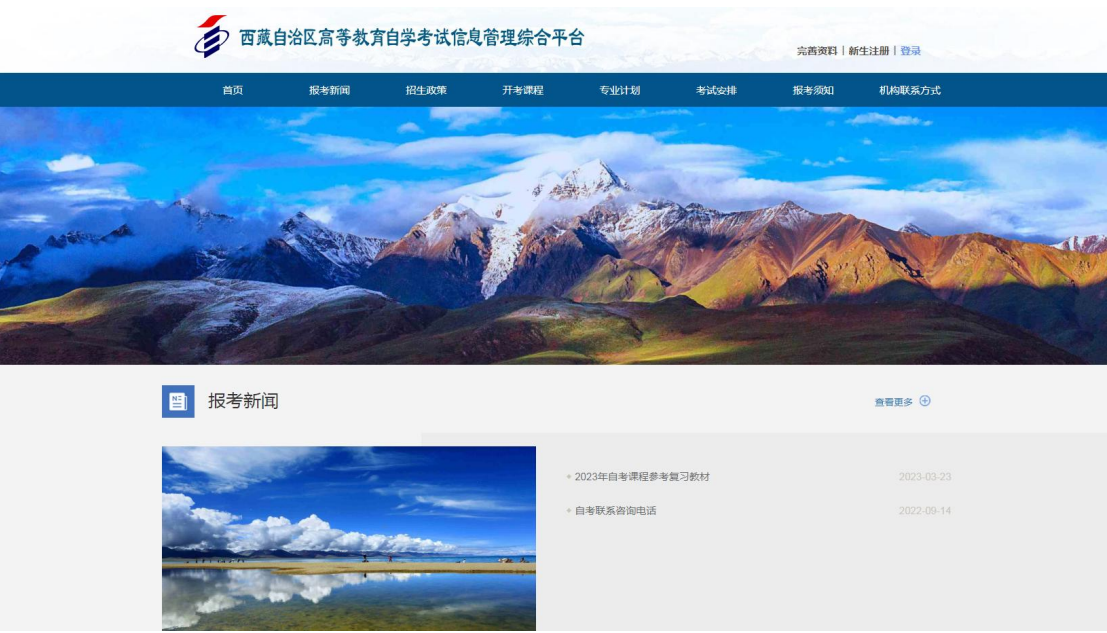 西藏自治区高等教育自学考试信息管理综合平台
完善资料 | 新生注册 | 登录
首页 报考新闻 招生政策 开考课程 专业计划 考试安排 报考须知 机构联系方式
报考新闻
查看更多
2023年自考课程参考复习教材 2023-03-23
自考联系咨询电话 2022-09-14